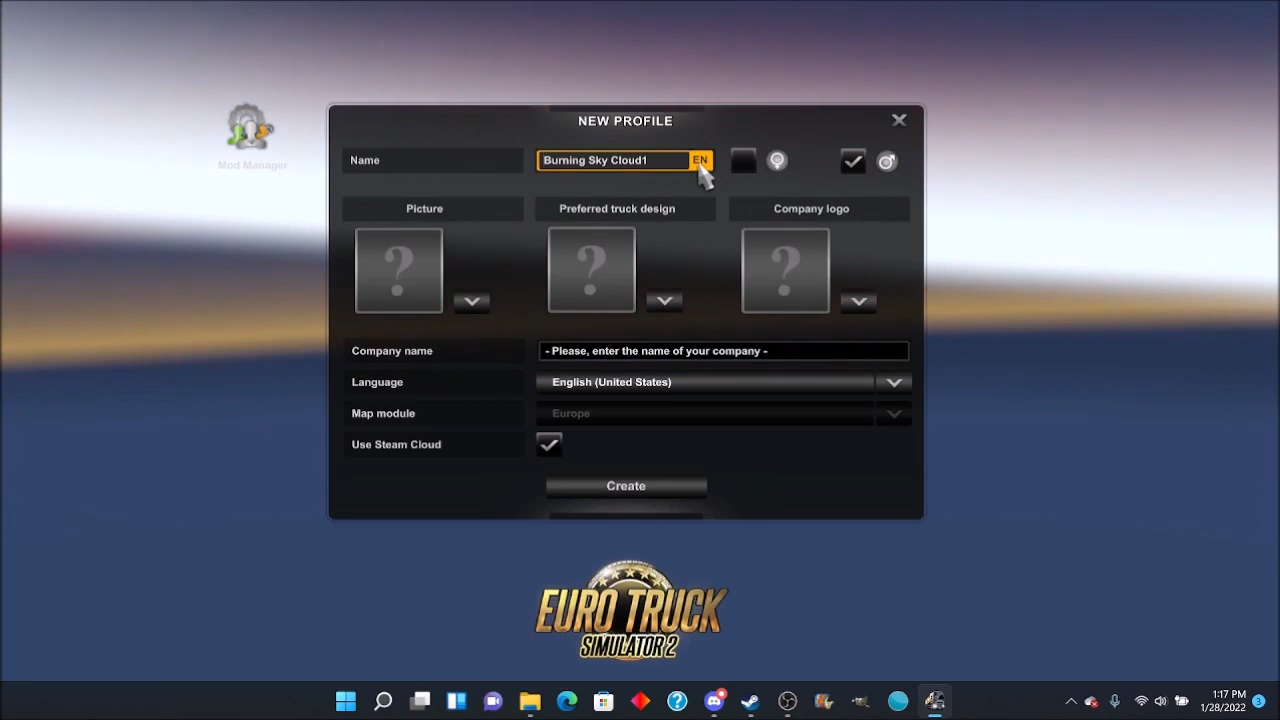 NEW PROFILE
Mod Manager
Name
Burning Sky Cloud1
EN
Picture
Preferred truck design
Company logo
?
?
?
Company name
- Please, enter the name of your company -
Language
English (United States)
Map module
Europe
Use Steam Cloud
Create
EURO TRUCK
SIMULATOR 2
1:17 PM
1/28/2022
3